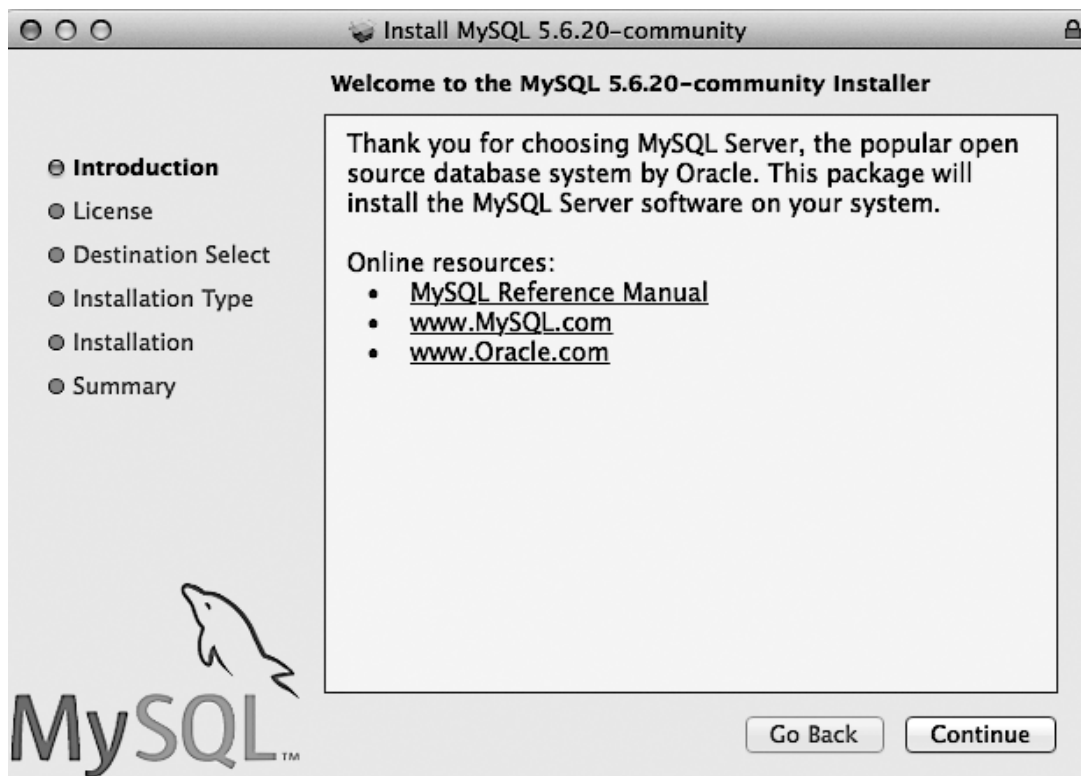 Install MySQL 5.6.20-community
Welcome to the MySQL 5.6.20-community Installer
Introduction
License
Destination Select
Installation Type
Installation
Summary
Thank you for choosing MySQL Server, the popular open
source database system by Oracle. This package will
install the MySQL Server software on your system.
Online resources:
• MySQL Reference Manual
• www.MySQL.com
• www.Oracle.com
MySQL™
Go Back
Continue